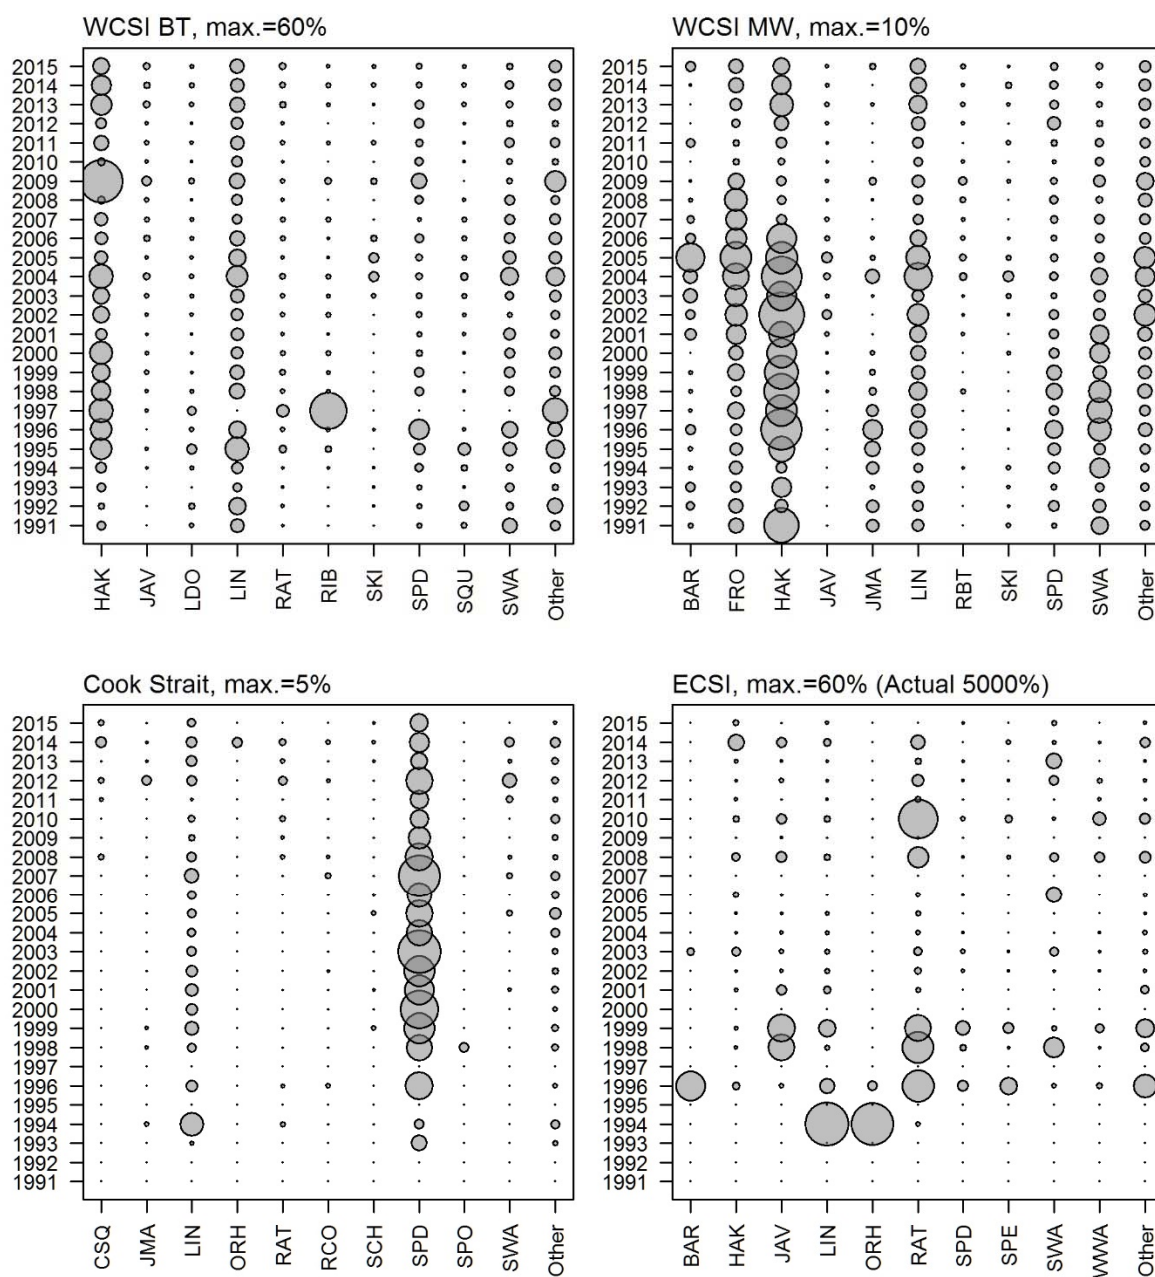 WCSI BT, max.=60%
2015
2014
2013
2012
2011
2010
2009
2008
2007
2006
2005
2004
2003
2002
2001
2000
1999
1998
1997
1996
1995
1994
1993
1992
1991
HAK
JAV
LDO
LIN
RAT
RIB
SKI
SPD
SQU
SWA
Other
WCSI MW, max.=10%
2015
2014
2013
2012
2011
2010
2009
2008
2007
2006
2005
2004
2003
2002
2001
2000
1999
1998
1997
1996
1995
1994
1993
1992
1991
BAR
FRO
HAK
JAV
JMA
LIN
RBT
SKI
SPD
SWA
Other
Cook Strait, max.=5%
2015
2014
2013
2012
2011
2010
2009
2008
2007
2006
2005
2004
2003
2002
2001
2000
1999
1998
1997
1996
1995
1994
1993
1992
1991
CSQ
JMA
LIN
ORH
RAT
RCO
SCH
SPD
SPO
SWA
Other
ECSI, max.=60% (Actual 5000%)
2015
2014
2013
2012
2011
2010
2009
2008
2007
2006
2005
2004
2003
2002
2001
2000
1999
1998
1997
1996
1995
1994
1993
1992
1991
BAR
HAK
JAV
LIN
ORH
RAT
SPD
SPE
SWA
WWA
Other